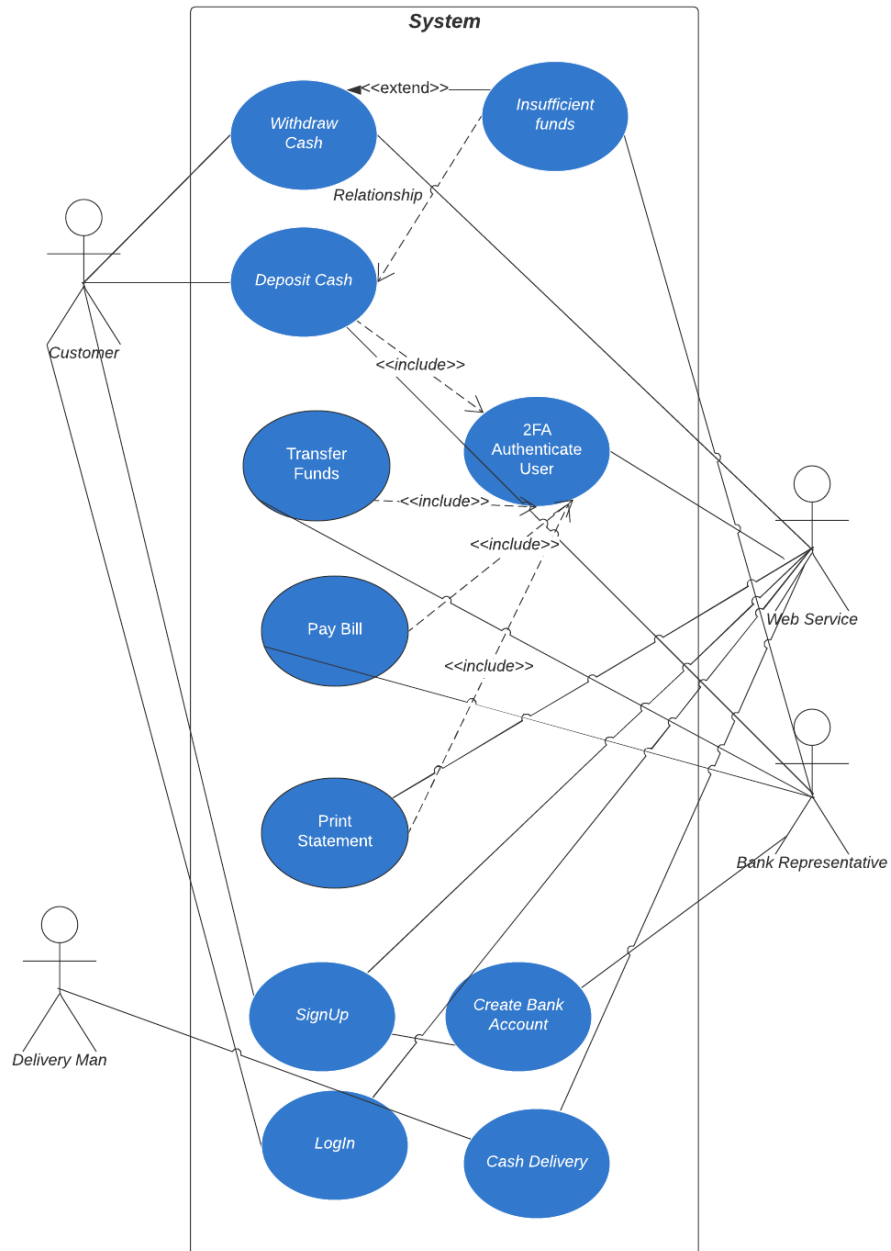 System
<<extend>>
Insufficient
funds
Withdraw
Cash
Relationship
Deposit Cash
Customer
<<include>>
2FA
Authenticate
User
Transfer
Funds
<<include>>
<<include>>
Pay Bill
Web Service
<<include>>
Print
Statement
Bank Representative
SignUp
Create Bank
Account
Delivery Man
LogIn
Cash Delivery